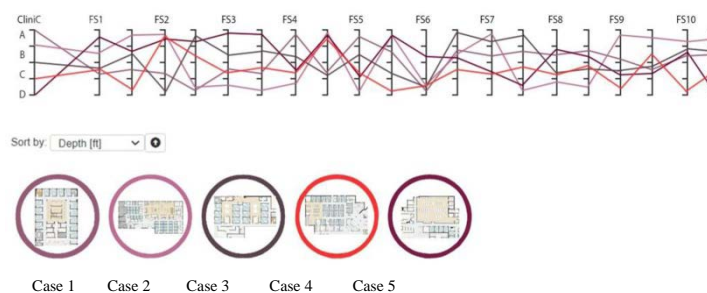 CliniC FS1 FS2 FS3 FS4 FS5 FS6 FS7 FS8 FS9 FS10
A
B
C
D
Sort by: Depth [ft]
Case 1 Case 2 Case 3 Case 4 Case 5